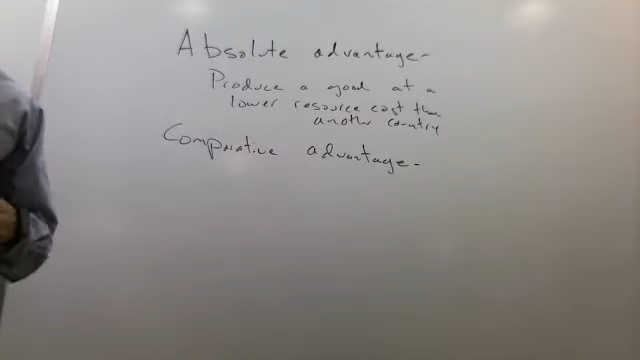 Absolute advantage-
Produce a good at a
lower resource cost than
another country
Comparative advantage-